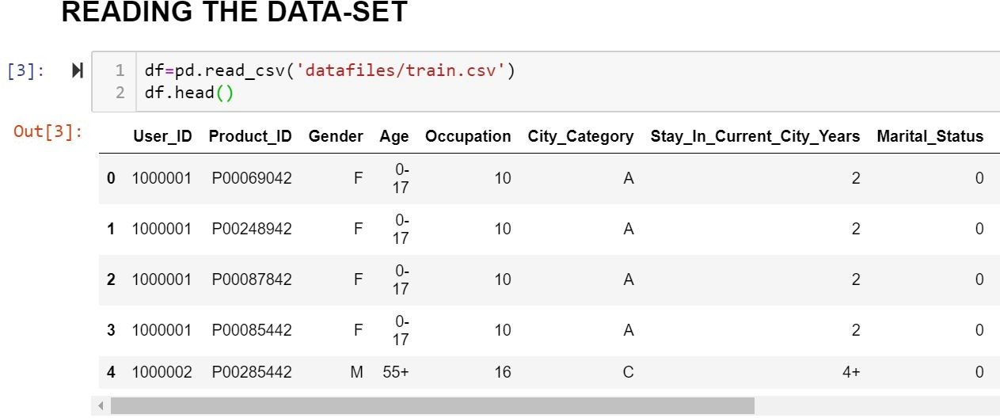 READING THE DATA-SET
[3]: 1 df=pd.read_csv('datafiles/train.csv')
2 df.head()
Out[3]:
User_ID Product_ID Gender Age Occupation City_Category Stay_In_Current_City_Years Marital_Status
0 1000001 P00069042 F 0-17 10 A 2 0
1 1000001 P00248942 F 0-17 10 A 2 0
2 1000001 P00087842 F 0-17 10 A 2 0
3 1000001 P00085442 F 0-17 10 A 2 0
4 1000002 P00285442 M 55+ 16 C 4+ 0